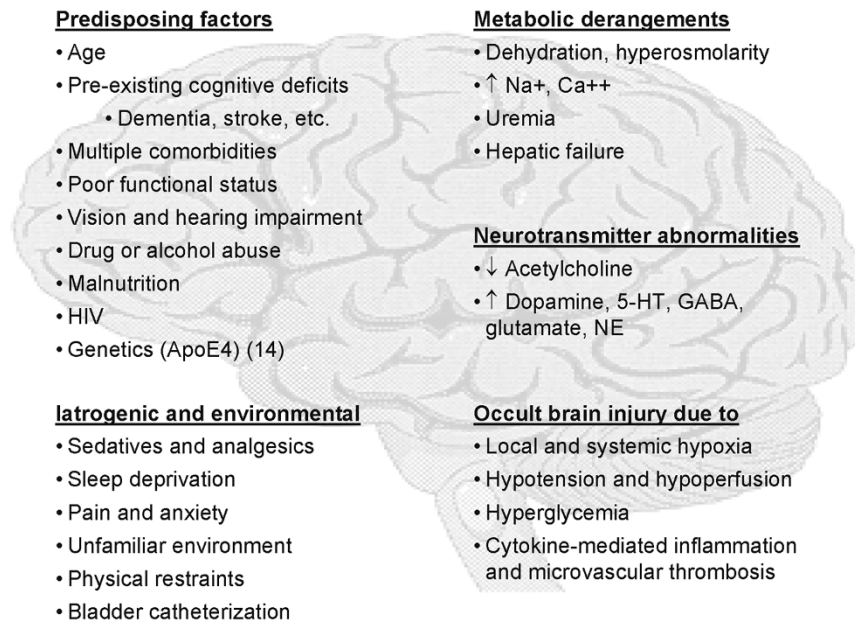 Predisposing factors
• Age
• Pre-existing cognitive deficits
• Dementia, stroke, etc.
• Multiple comorbidities
• Poor functional status
• Vision and hearing impairment
• Drug or alcohol abuse
• Malnutrition
• HIV
• Genetics (ApoE4) (14)
Metabolic derangements
• Dehydration, hyperosmolarity
• ↑ Na+, Ca++
• Uremia
• Hepatic failure
Neurotransmitter abnormalities
• ↓ Acetylcholine
• ↑ Dopamine, 5-HT, GABA,
glutamate, NE
Iatrogenic and environmental
• Sedatives and analgesics
• Sleep deprivation
• Pain and anxiety
• Unfamiliar environment
• Physical restraints
• Bladder catheterization
Occult brain injury due to
• Local and systemic hypoxia
• Hypotension and hypoperfusion
• Hyperglycemia
• Cytokine-mediated inflammation
and microvascular thrombosis